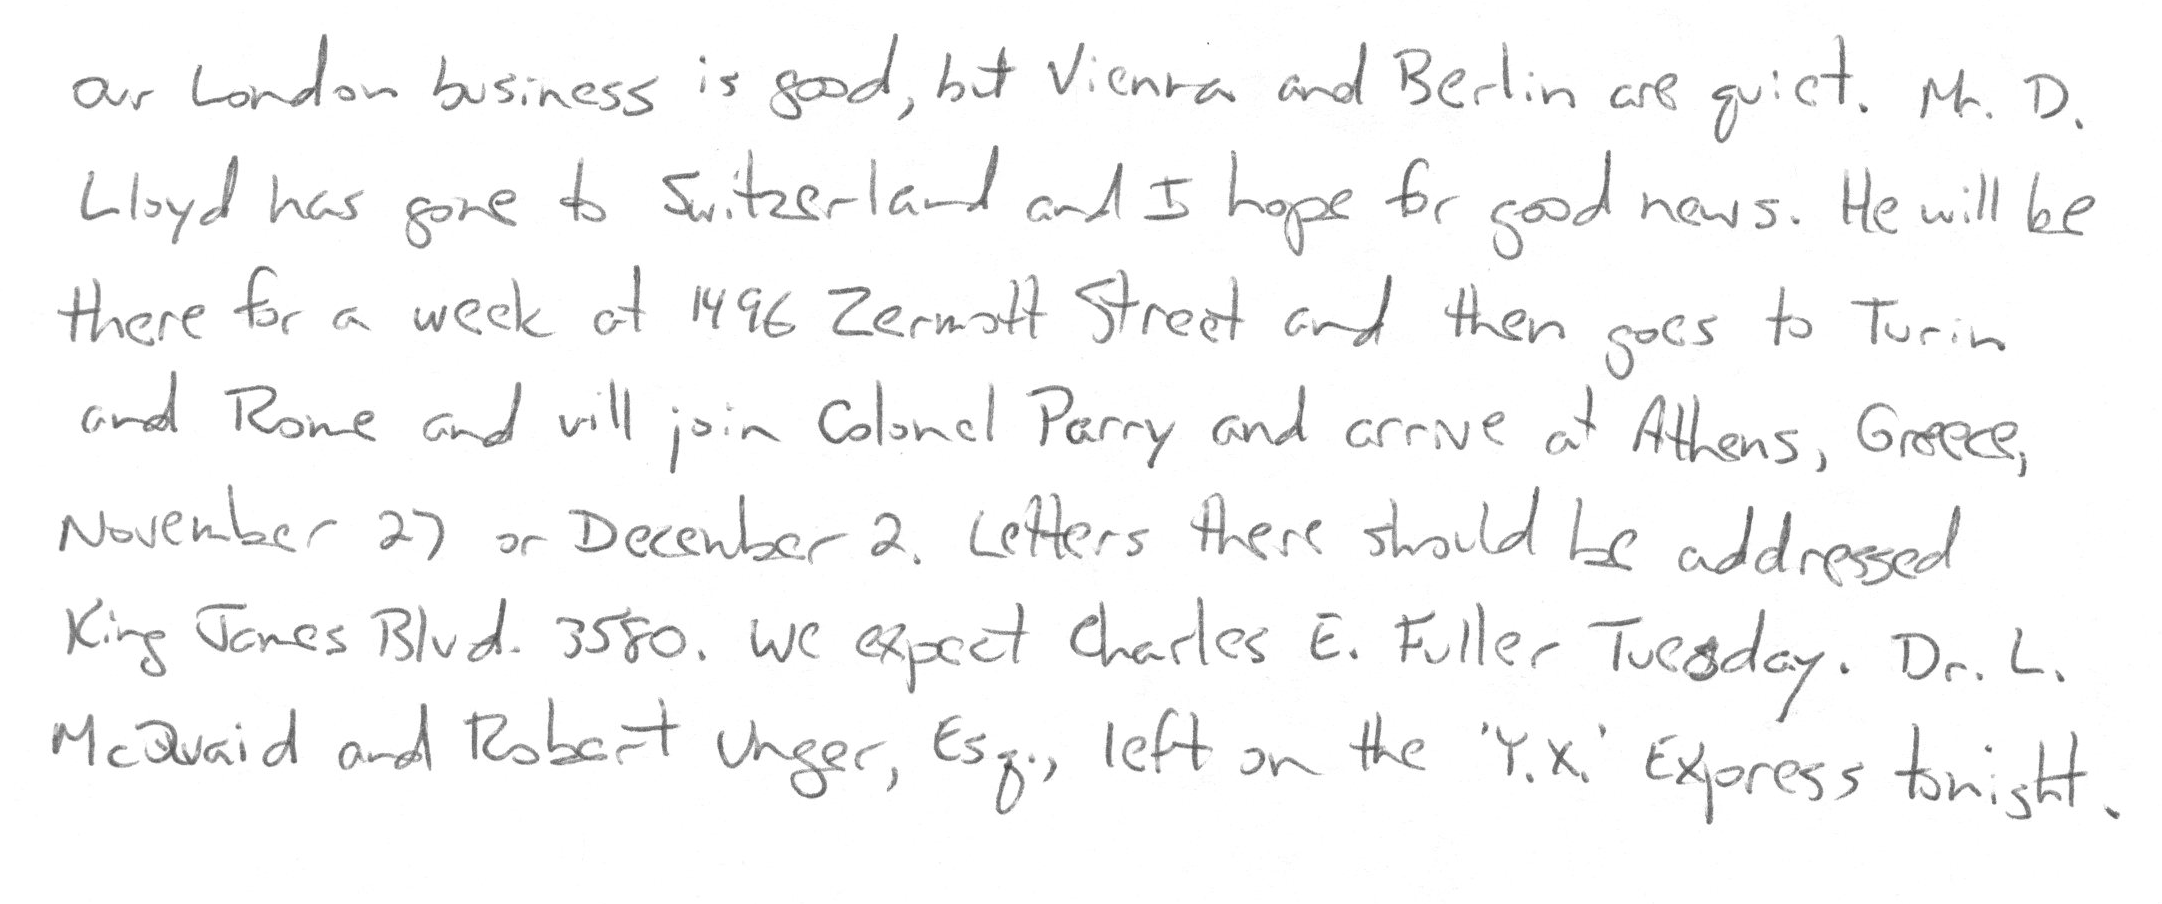 Our London business is good, but Vienna and Berlin are quiet. Mr. D.
Lloyd has gone to Switzerland and I hope for good news. He will be
there for a week at 1496 Zermott Street and then goes to Turin
and Rome and will join Colonel Parry and arrive at Athens, Greece,
November 27 or December 2. Letters there should be addressed
King James Blvd. 3580. We expect Charles E. Fuller Tuesday. Dr. L.
McQuaid and Robert Unger, Esq., left on the 'Y.X.' Express tonight.